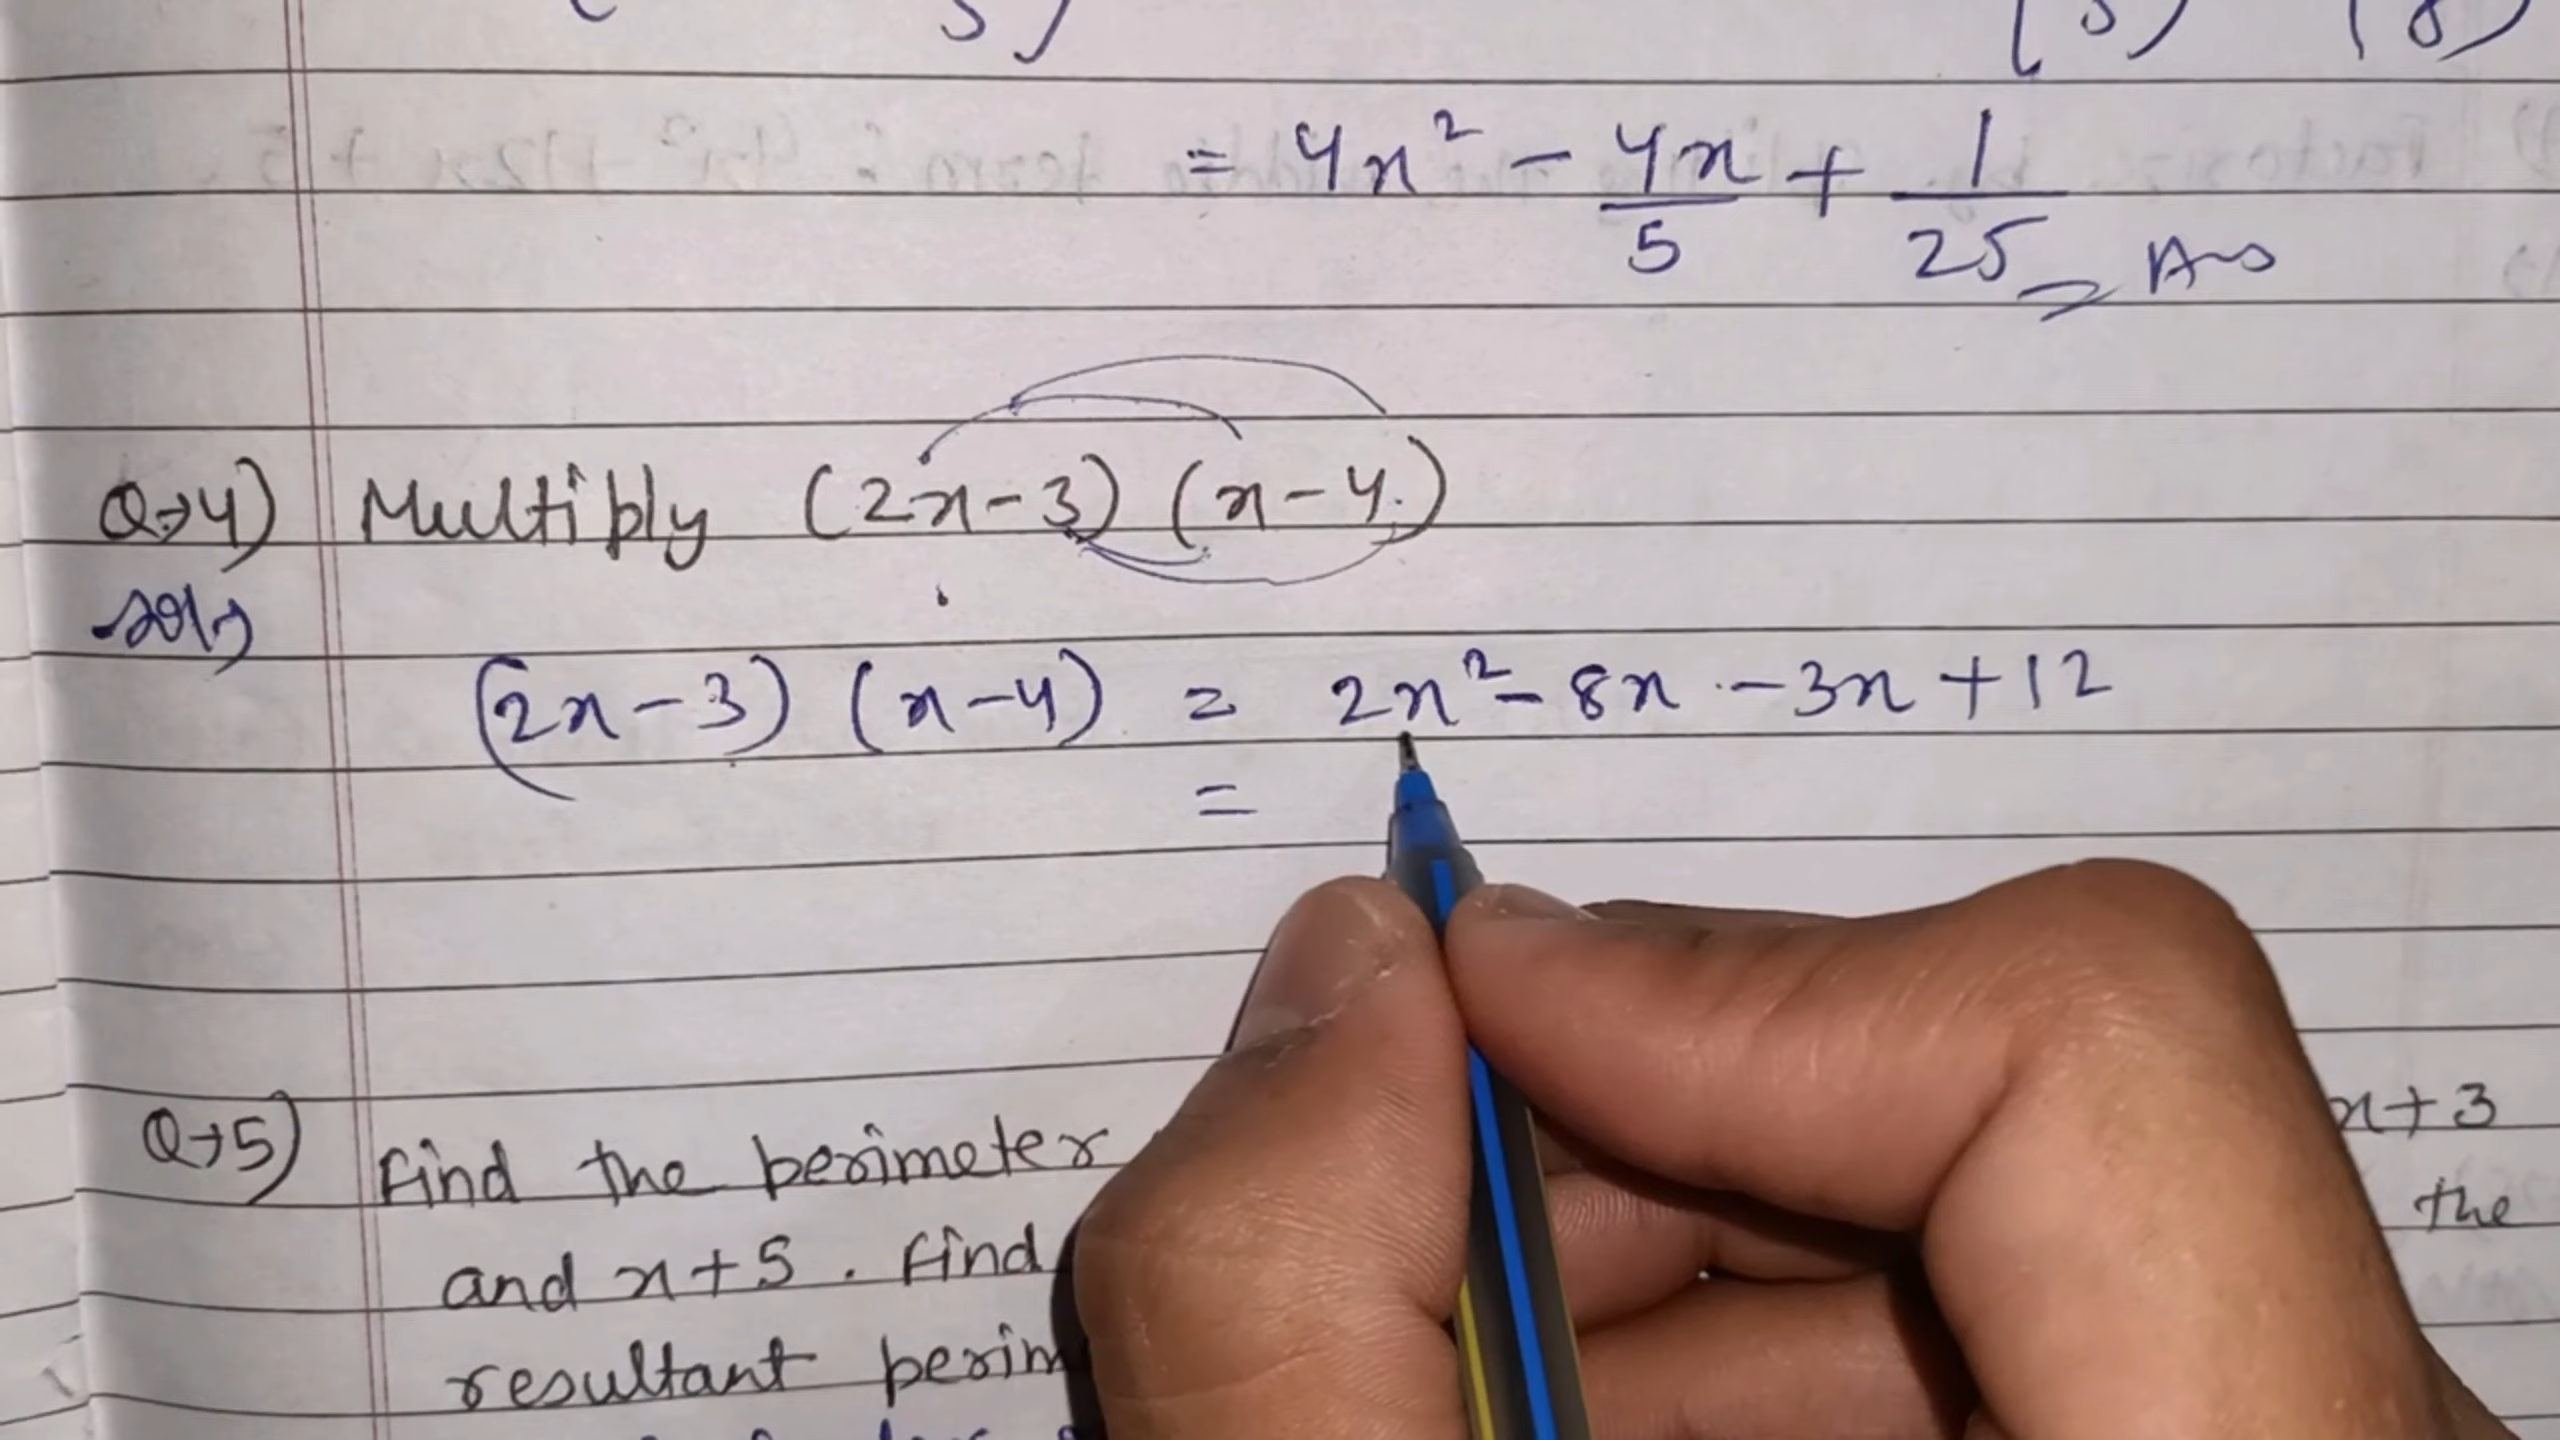 = 4x² - 4x/5 + 1/25 Ans
Q→4) Multiply (2x-3) (x-4)
Soln
(2x-3) (x-4) = 2x² - 8x - 3x + 12
=
Q→5) Find the perimeter x+3
and x+5. Find the
resultant perim